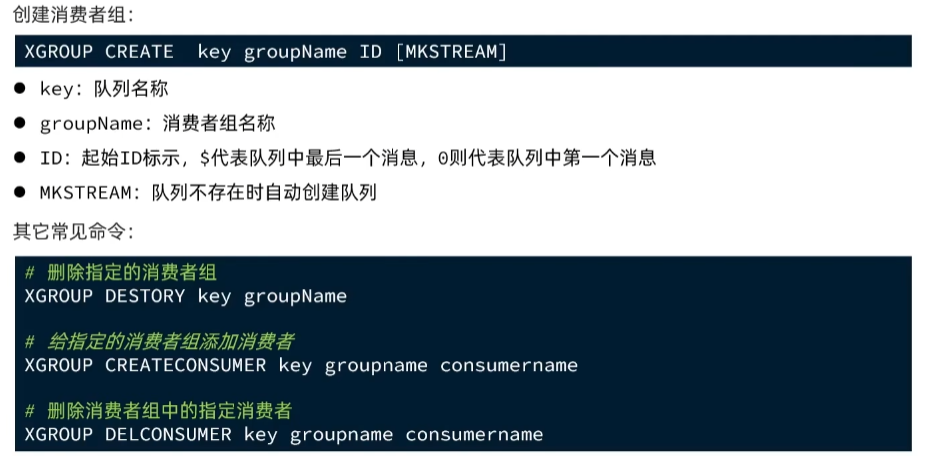 创建消费者组：
XGROUP CREATE  key groupName ID [MKSTREAM]
● key：队列名称
● groupName：消费者组名称
● ID：起始ID标示，$代表队列中最后一个消息，0则代表队列中第一个消息
● MKSTREAM：队列不存在时自动创建队列
其它常见命令：
# 删除指定的消费者组
XGROUP DESTORY key groupName
# 给指定的消费者组添加消费者
XGROUP CREATECONSUMER key groupname consumername
# 删除消费者组中的指定消费者
XGROUP DELCONSUMER key groupname consumername